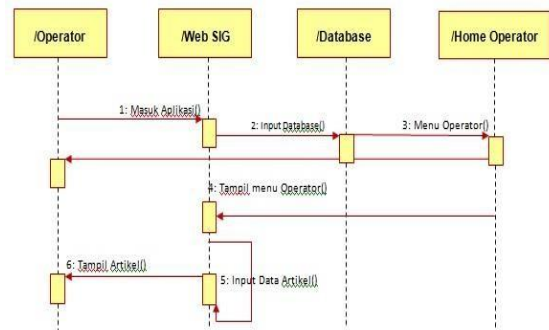 /Operator
/Web SIG
/Database
/Home Operator
1: Masuk Aplikasi()
2: Input Database()
3: Menu Operator()
4: Tampil menu Operator()
6: Tampil Artikel()
5: Input Data Artikel()